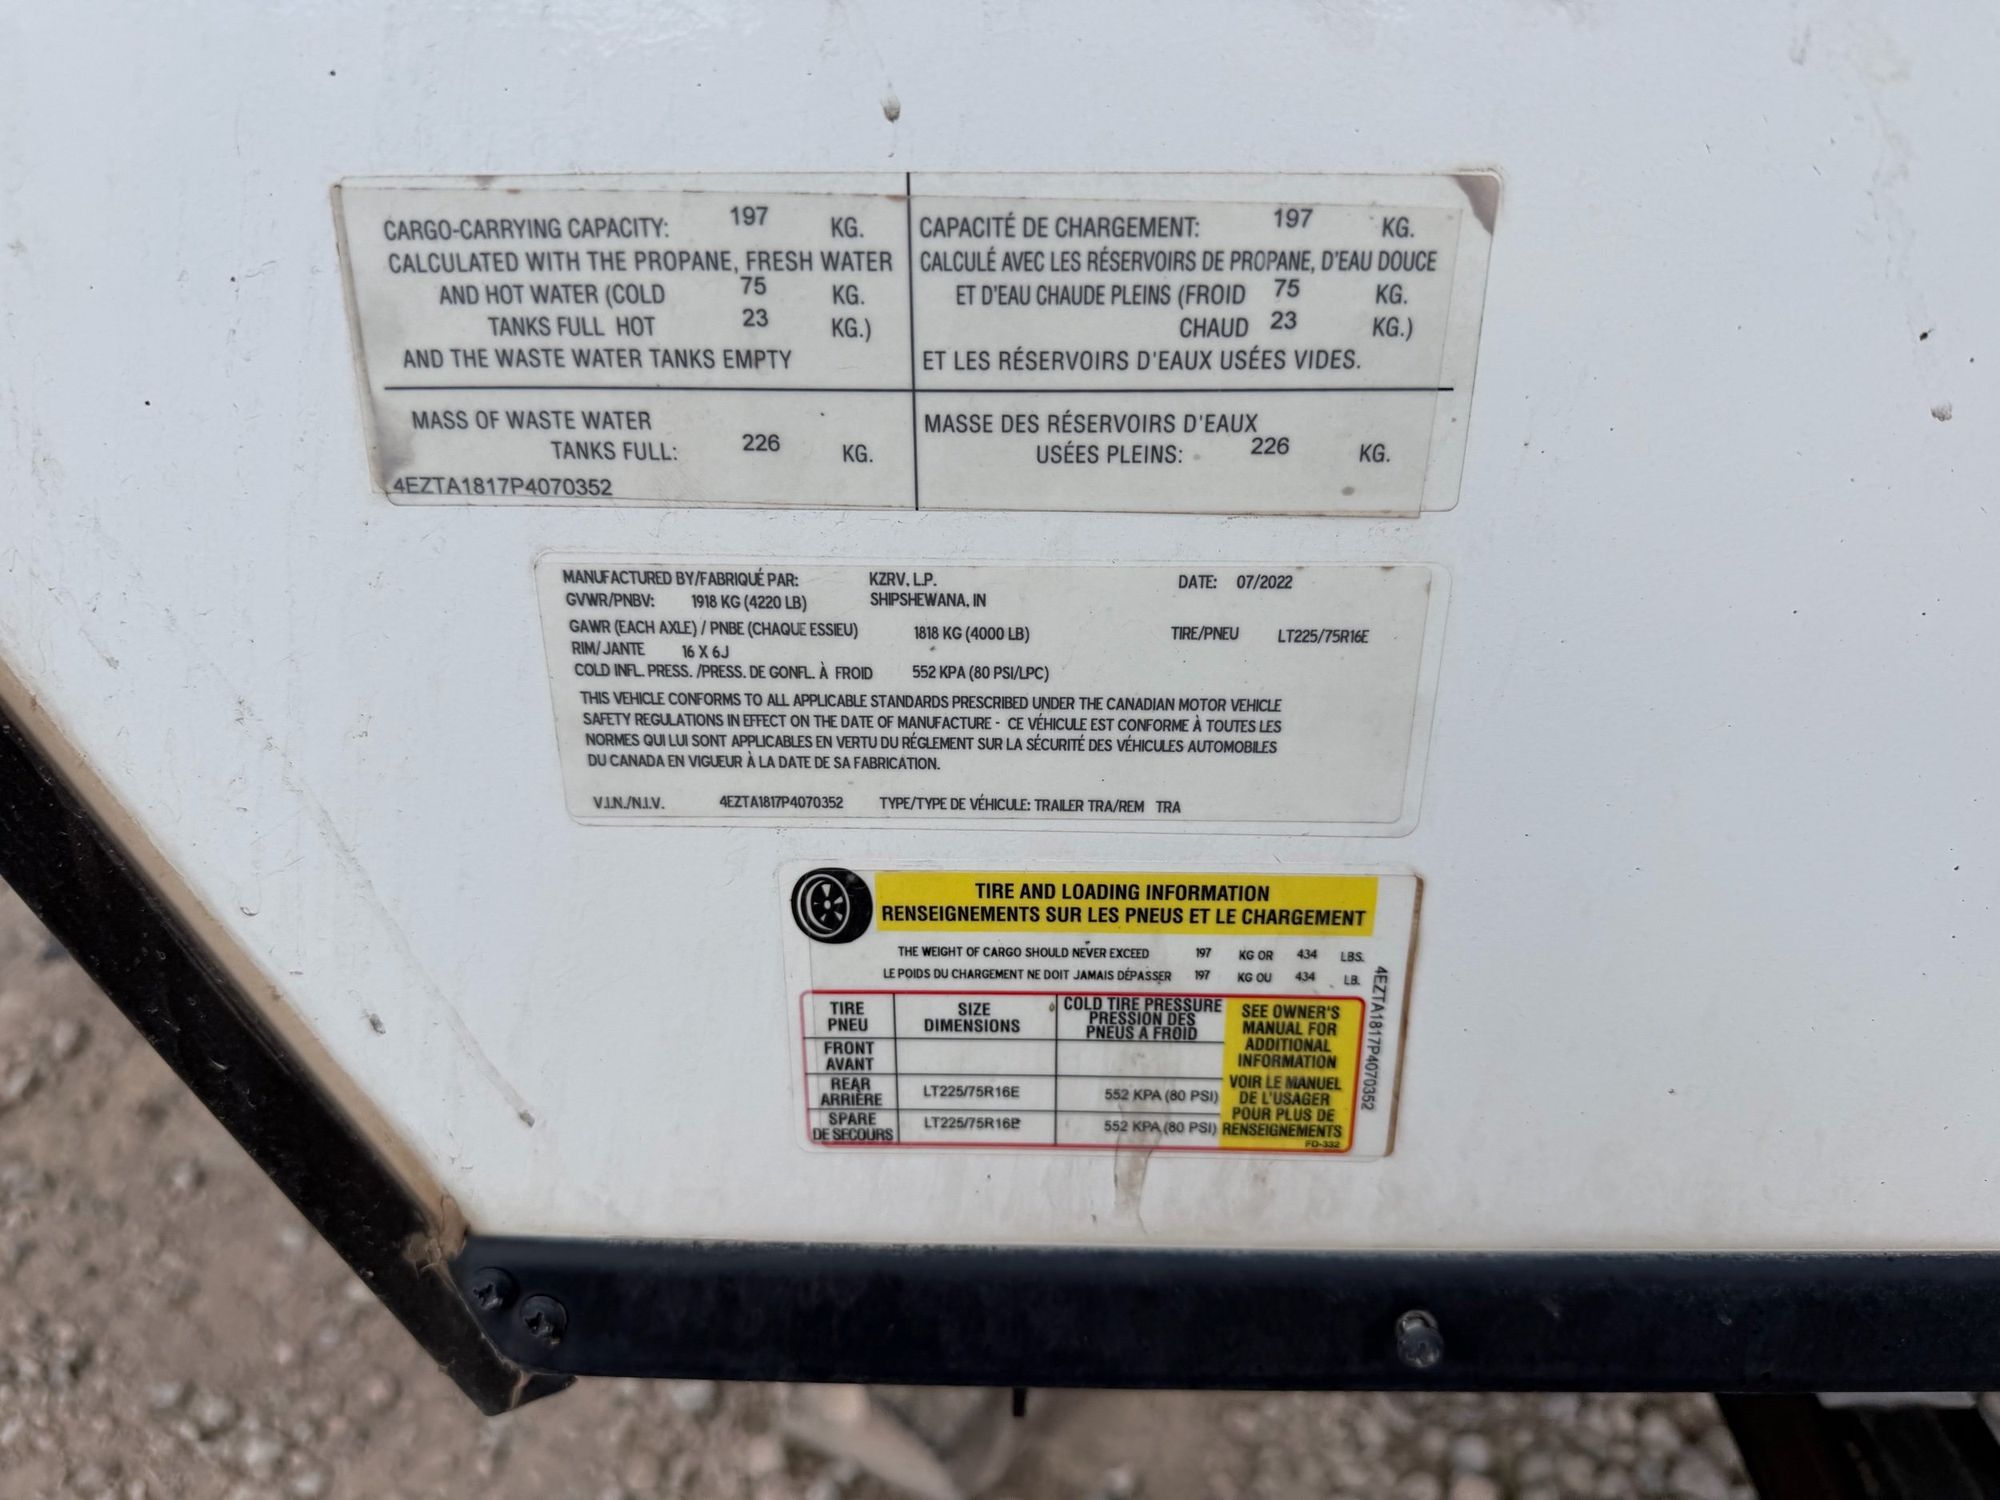 CARGO-CARRYING CAPACITY: 197 KG.
CALCULATED WITH THE PROPANE, FRESH WATER
AND HOT WATER (COLD 75 KG.
TANKS FULL HOT 23 KG.)
AND THE WASTE WATER TANKS EMPTY
MASS OF WASTE WATER
TANKS FULL: 226 KG.
4EZTA1817P4070352
CAPACITÉ DE CHARGEMENT: 197 KG.
CALCULÉ AVEC LES RÉSERVOIRS DE PROPANE, D'EAU DOUCE
ET D'EAU CHAUDE PLEINS (FROID 75 KG.
CHAUD 23 KG.)
ET LES RÉSERVOIRS D'EAUX USÉES VIDES.
MASSE DES RÉSERVOIRS D'EAUX
USÉES PLEINS: 226 KG.
MANUFACTURED BY/FABRIQUÉ PAR: KZRV, L.P. DATE: 07/2022
GVWR/PNBV: 1918 KG (4220 LB) SHIPSHEWANA, IN
GAWR (EACH AXLE) / PNBE (CHAQUE ESSIEU) 1818 KG (4000 LB) TIRE/PNEU LT225/75R16E
RIM/JANTE 16 X 6J
COLD INFL. PRESS. /PRESS. DE GONFL. À FROID 552 KPA (80 PSI/LPC)
THIS VEHICLE CONFORMS TO ALL APPLICABLE STANDARDS PRESCRIBED UNDER THE CANADIAN MOTOR VEHICLE
SAFETY REGULATIONS IN EFFECT ON THE DATE OF MANUFACTURE - CE VÉHICULE EST CONFORME À TOUTES LES
NORMES QUI LUI SONT APPLICABLES EN VERTU DU RÉGLEMENT SUR LA SÉCURITÉ DES VÉHICULES AUTOMOBILES
DU CANADA EN VIGUEUR À LA DATE DE SA FABRICATION.
V.I.N./N.I.V. 4EZTA1817P4070352 TYPE/TYPE DE VÉHICULE: TRAILER TRA/REM TRA
TIRE AND LOADING INFORMATION
RENSEIGNEMENTS SUR LES PNEUS ET LE CHARGEMENT
THE WEIGHT OF CARGO SHOULD NEVER EXCEED 197 KG OR 434 LBS.
LE POIDS DU CHARGEMENT NE DOIT JAMAIS DÉPASSER 197 KG OU 434 LB.
TIRE
PNEU
SIZE
DIMENSIONS
COLD TIRE PRESSURE
PRESSION DES
PNEUS A FROID
FRONT
AVANT
REAR
ARRIÈRE
LT225/75R16E
552 KPA (80 PSI)
SPARE
DE SECOURS
LT225/75R16E
552 KPA (80 PSI)
SEE OWNER'S
MANUAL FOR
ADDITIONAL
INFORMATION
VOIR LE MANUEL
DE L'USAGER
POUR PLUS DE
RENSEIGNEMENTS
FD-332
4EZTA1817P4070352